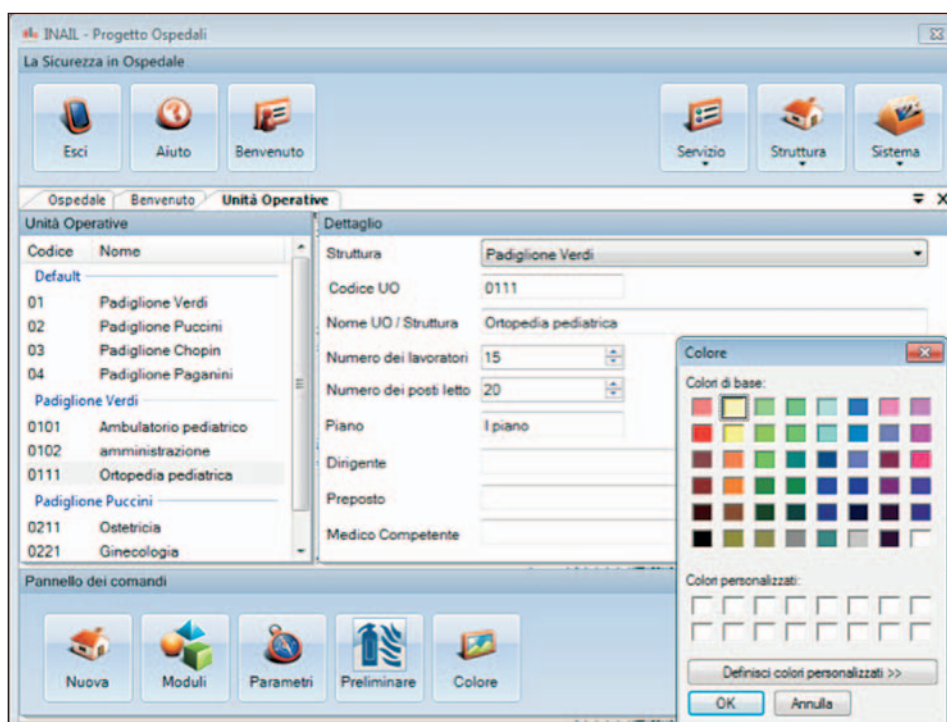 INAIL - Progetto Ospedali
La Sicurezza in Ospedale
Esci Aiuto Benvenuto Servizio Struttura Sistema
Ospedale Benvenuto Unità Operative
Unità Operative
Codice Nome
Default
01 Padiglione Verdi
02 Padiglione Puccini
03 Padiglione Chopin
04 Padiglione Paganini
Padiglione Verdi
0101 Ambulatorio pediatrico
0102 amministrazione
0111 Ortopedia pediatrica
Padiglione Puccini
0211 Ostetricia
0221 Ginecologia
Dettaglio
Struttura Padiglione Verdi
Codice UO 0111
Nome UO / Struttura Ortopedia pediatrica
Numero dei lavoratori 15
Numero dei posti letto 20
Piano I piano
Dirigente
Preposto
Medico Competente
Colore
Colori di base:
Colori personalizzati:
Definisci colori personalizzati >>
OK Annulla
Pannello dei comandi
Nuova Moduli Parametri Preliminare Colore